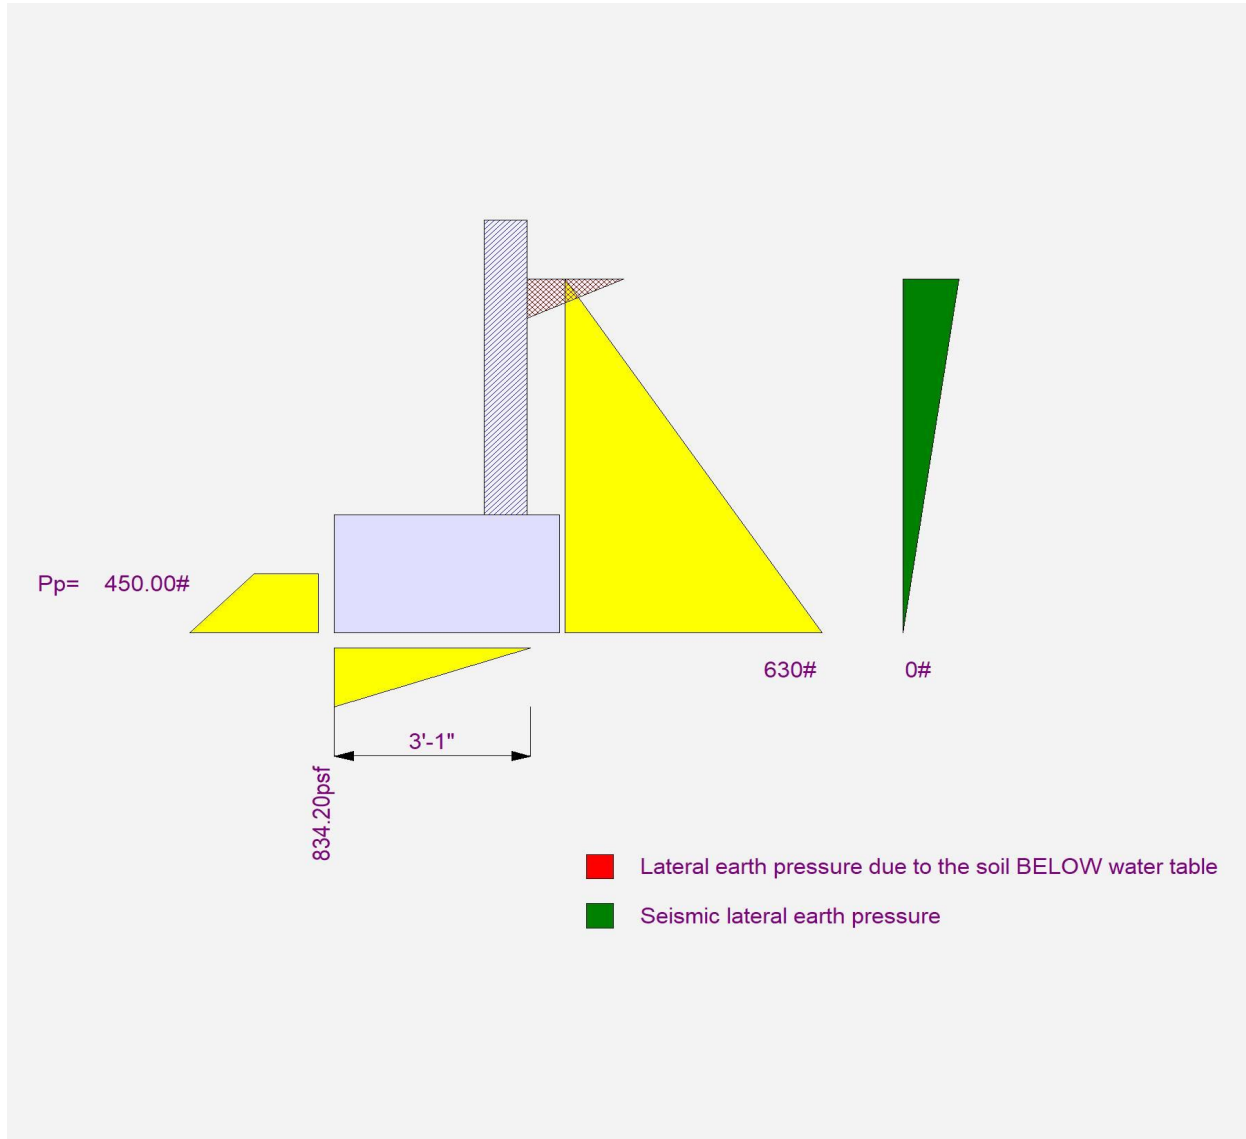 Pp= 450.00#
630#
0#
3'-1"
834.20psf
Lateral earth pressure due to the soil BELOW water table
Seismic lateral earth pressure